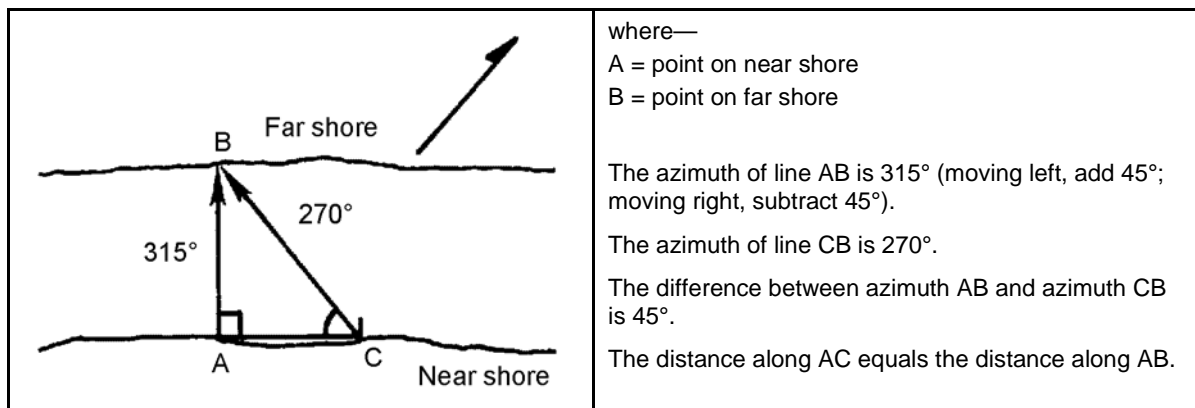 Far shore
B
270°
315°
A
C
Near shore
where—
A = point on near shore
B = point on far shore
The azimuth of line AB is 315° (moving left, add 45°;
moving right, subtract 45°).
The azimuth of line CB is 270°.
The difference between azimuth AB and azimuth CB
is 45°.
The distance along AC equals the distance along AB.